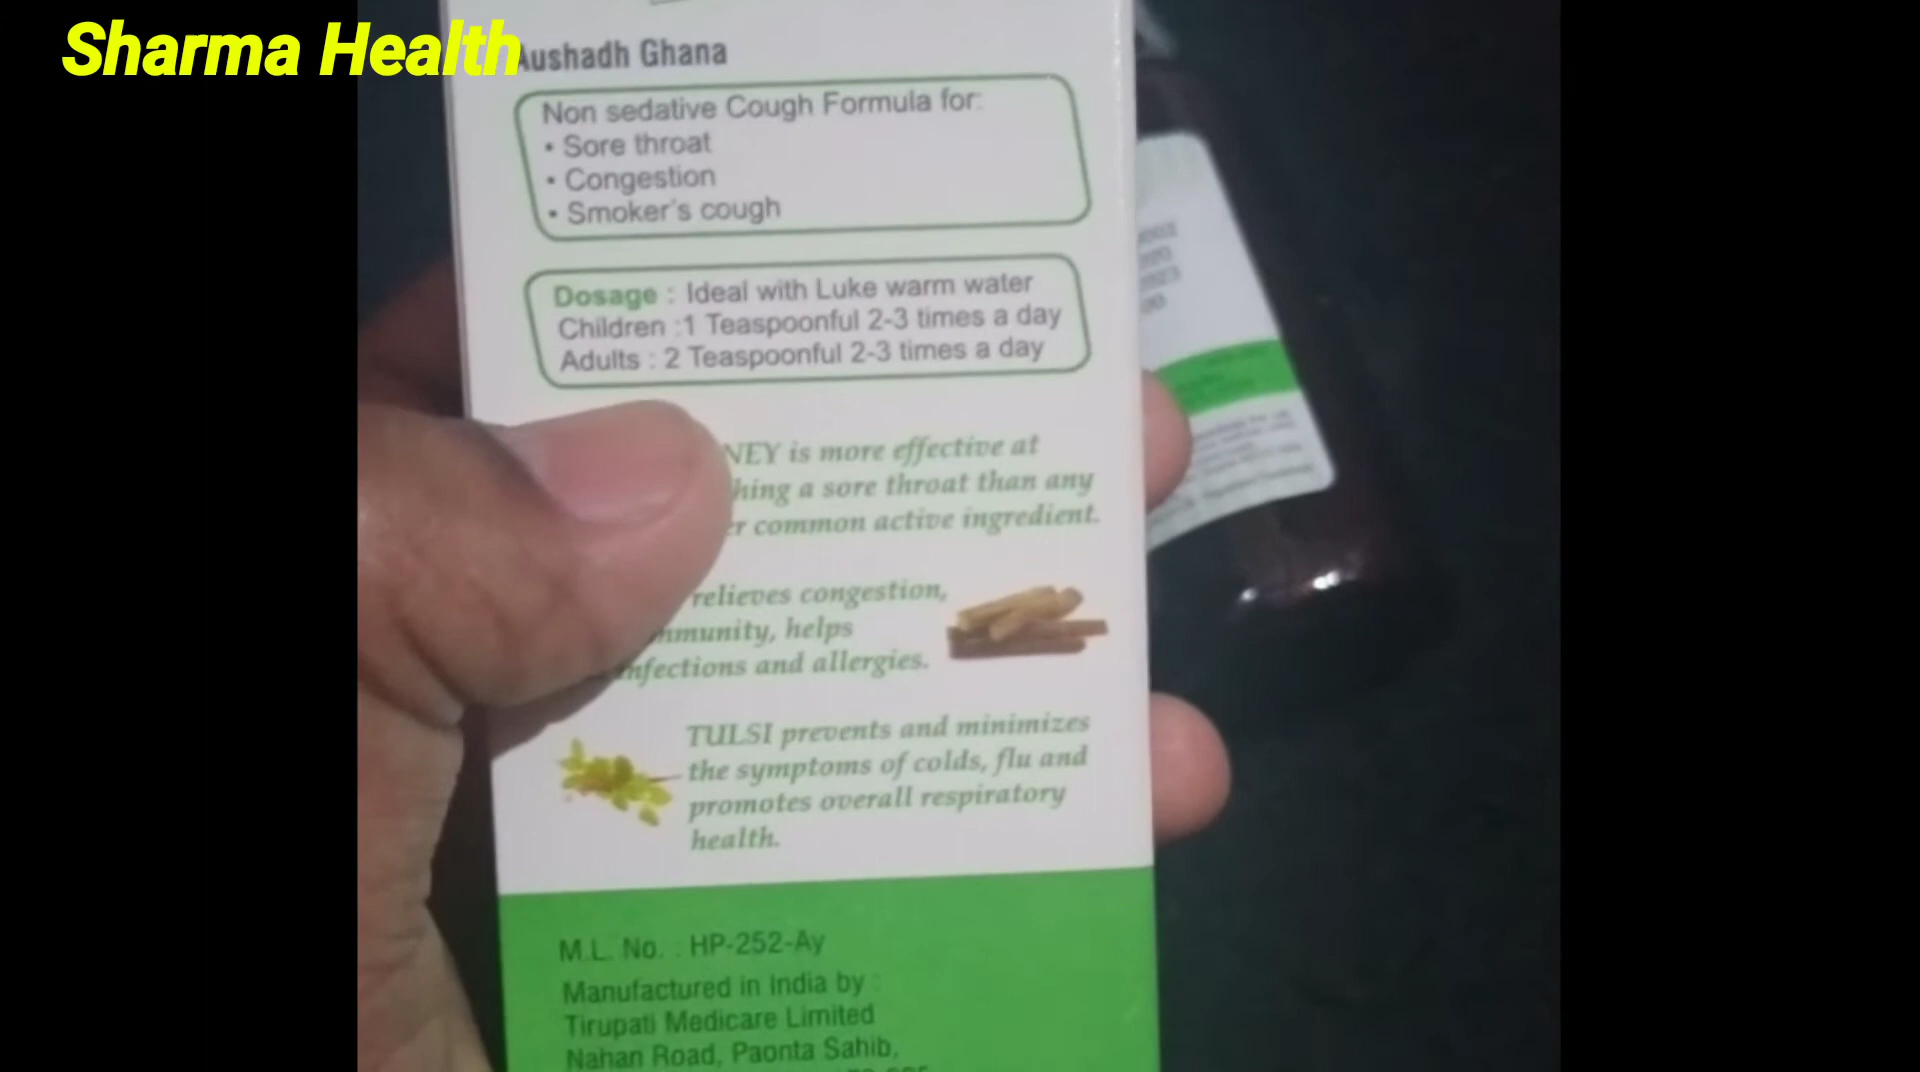 Sharma Health
Aushadh Ghana
Non sedative Cough Formula for:
• Sore throat
• Congestion
• Smoker's cough
Dosage : Ideal with Luke warm water
Children :1 Teaspoonful 2-3 times a day
Adults : 2 Teaspoonful 2-3 times a day
is more effective at
a sore throat than any
common active ingredient.
relieves congestion,
helps
and allergies.
TULSI prevents and minimizes
the symptoms of colds, flu and
promotes overall respiratory
health.
M.L. No. : HP-252-Ay
Manufactured in India by :
Tirupati Medicare Limited
Nahan Road, Paonta Sahib,